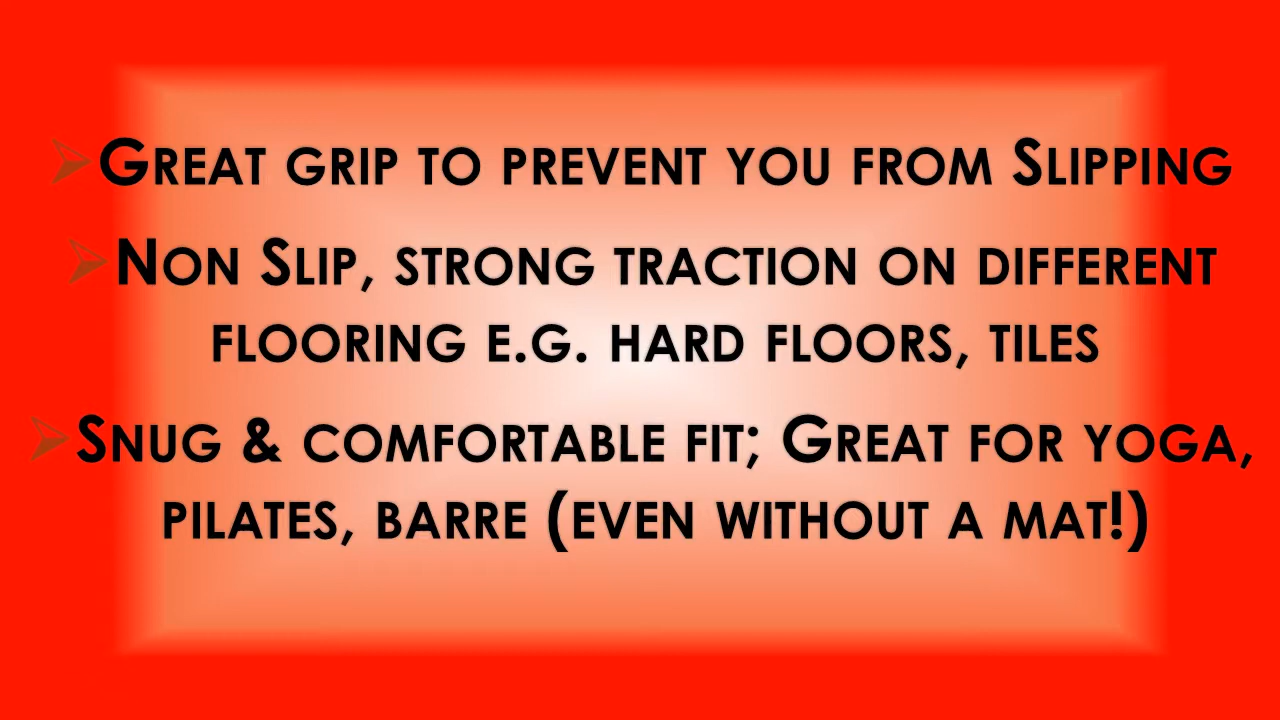 ➢Great grip to prevent you from Slipping
➢Non Slip, strong traction on different
flooring e.g. hard floors, tiles
➢Snug & comfortable fit; Great for yoga,
pilates, barre (even without a mat!)